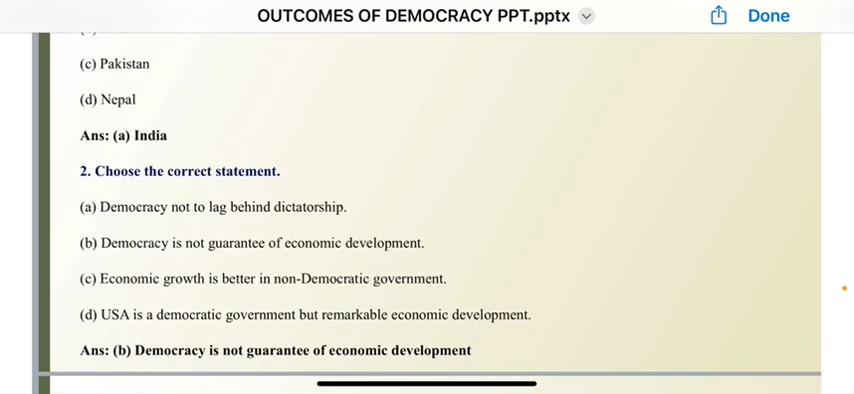 OUTCOMES OF DEMOCRACY PPT.pptx
Done
(c) Pakistan
(d) Nepal
Ans: (a) India
2. Choose the correct statement.
(a) Democracy not to lag behind dictatorship.
(b) Democracy is not guarantee of economic development.
(c) Economic growth is better in non-Democratic government.
(d) USA is a democratic government but remarkable economic development.
Ans: (b) Democracy is not guarantee of economic development